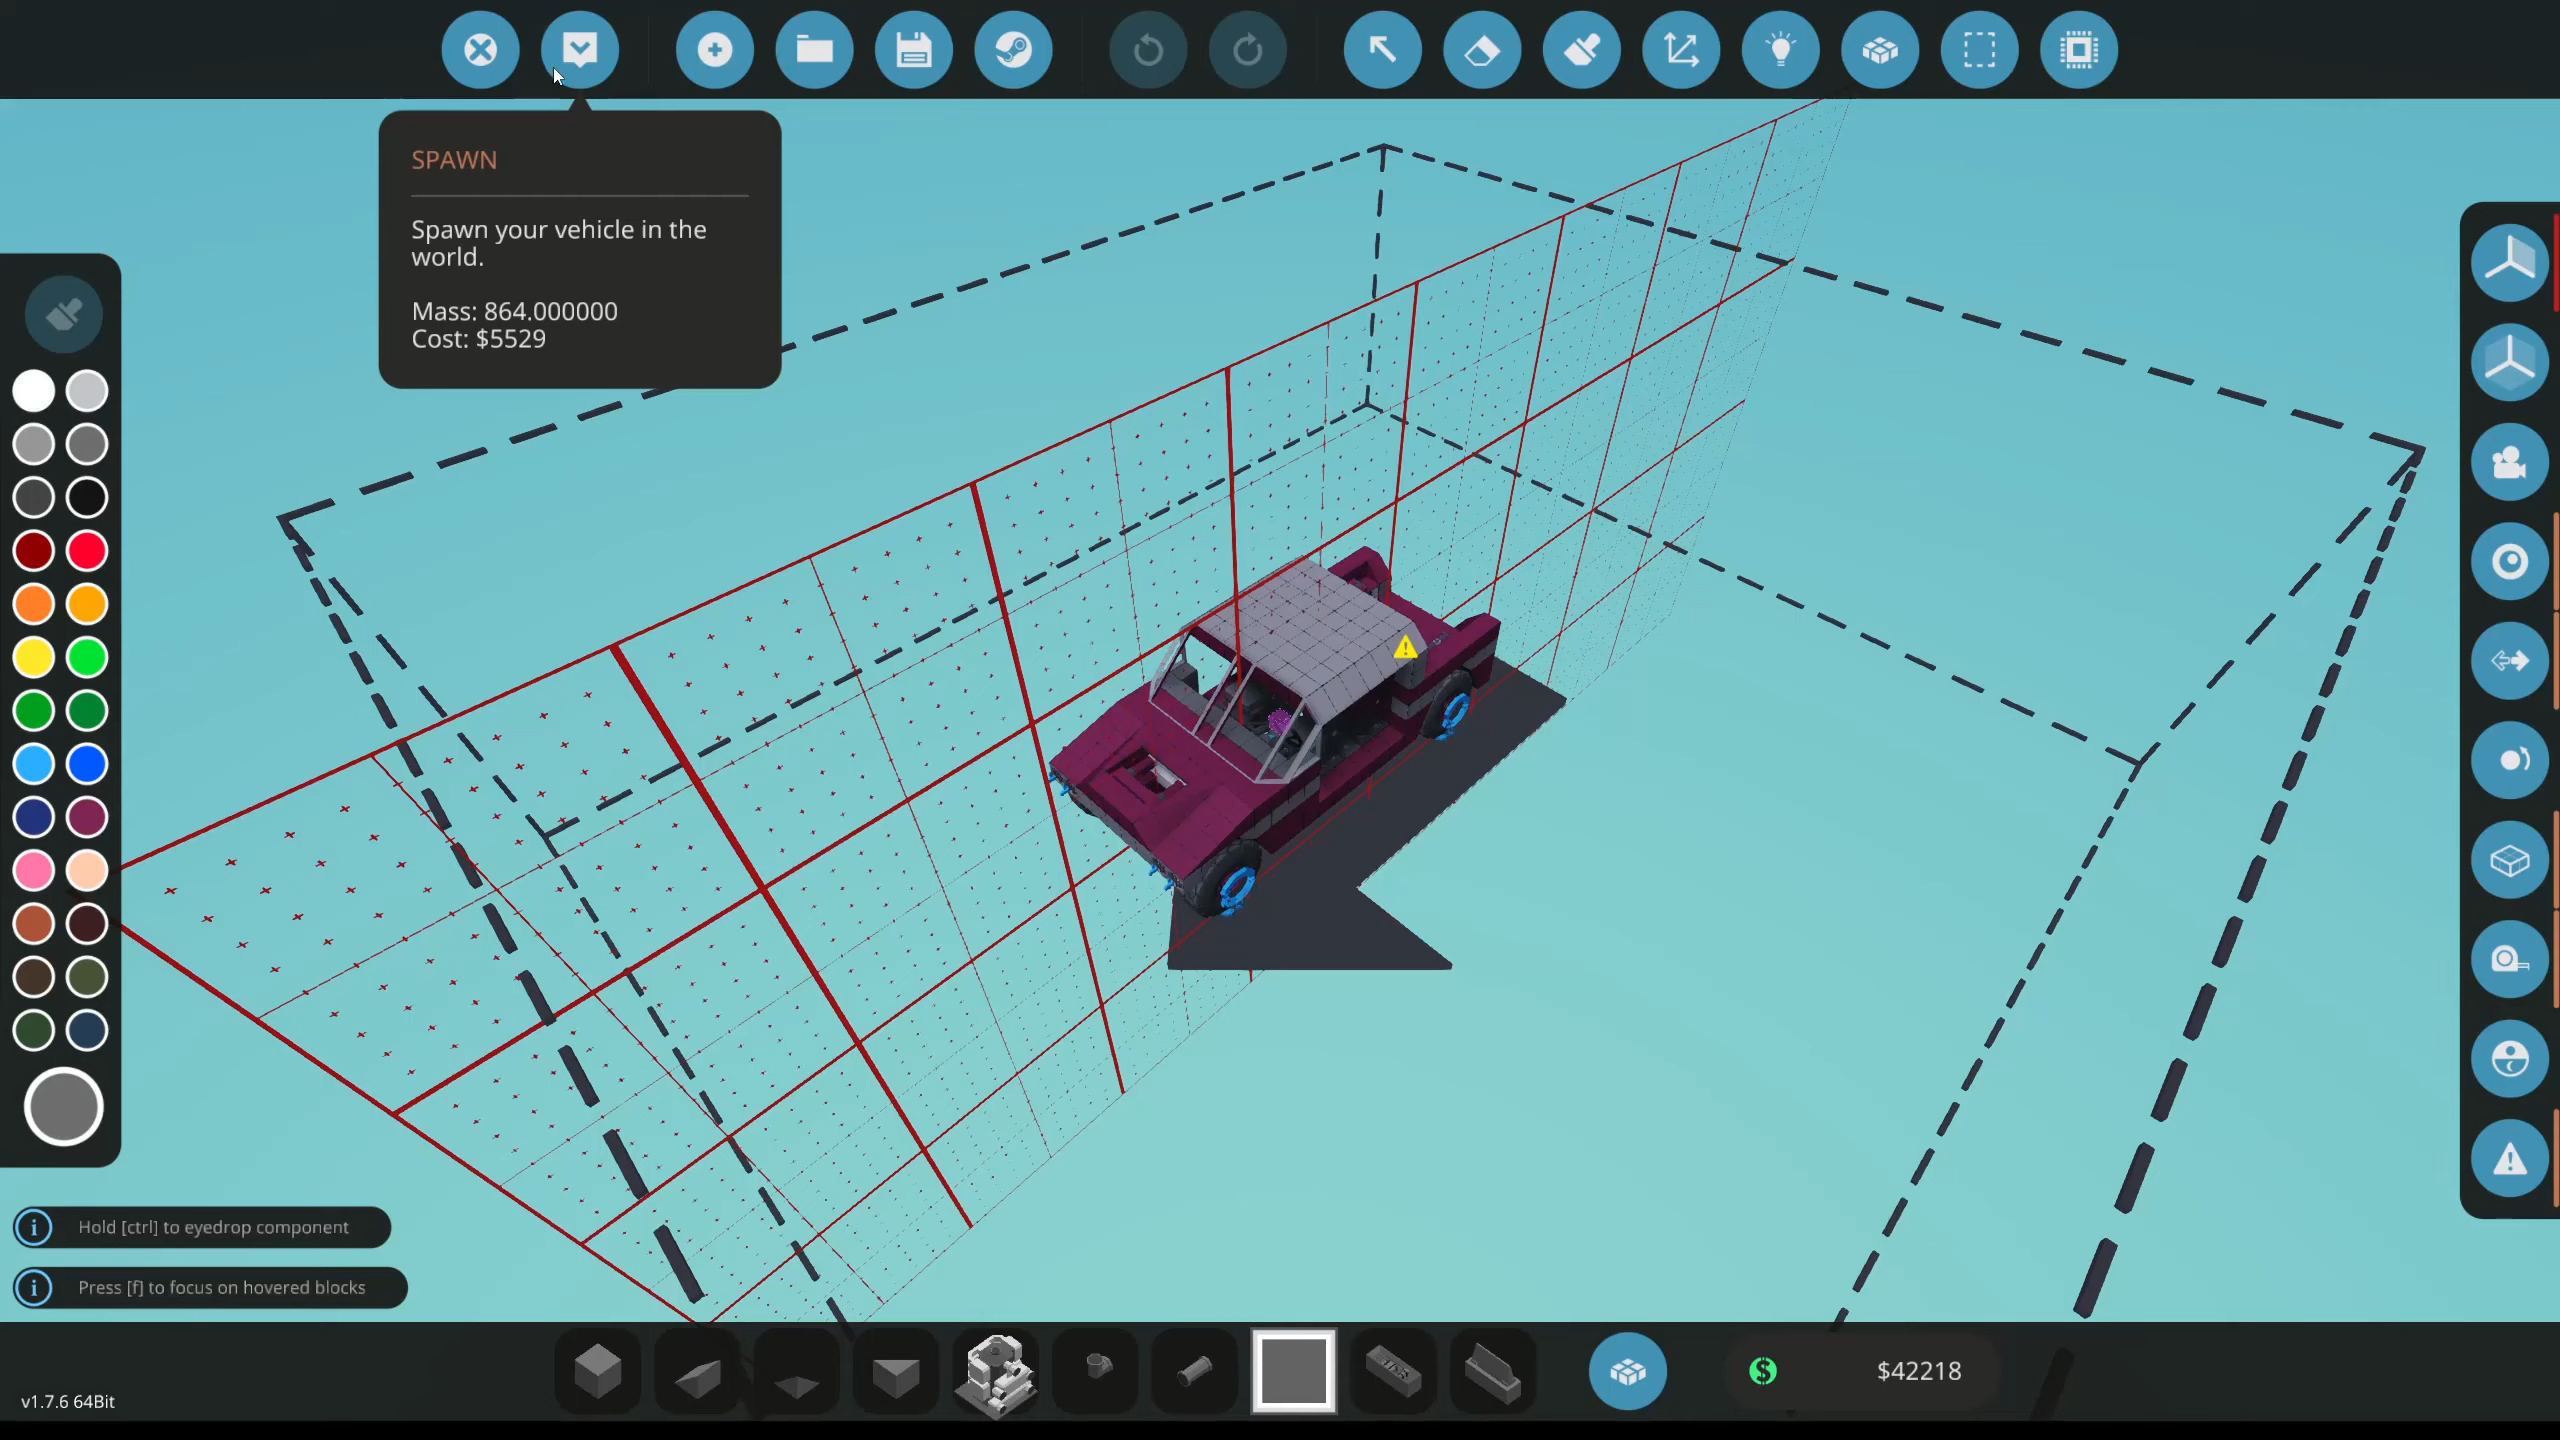 SPAWN
Spawn your vehicle in the
world.
Mass: 864.000000
Cost: $5529
Hold [ctrl] to eyedrop component
Press [f] to focus on hovered blocks
v1.7.6 64Bit
$42218